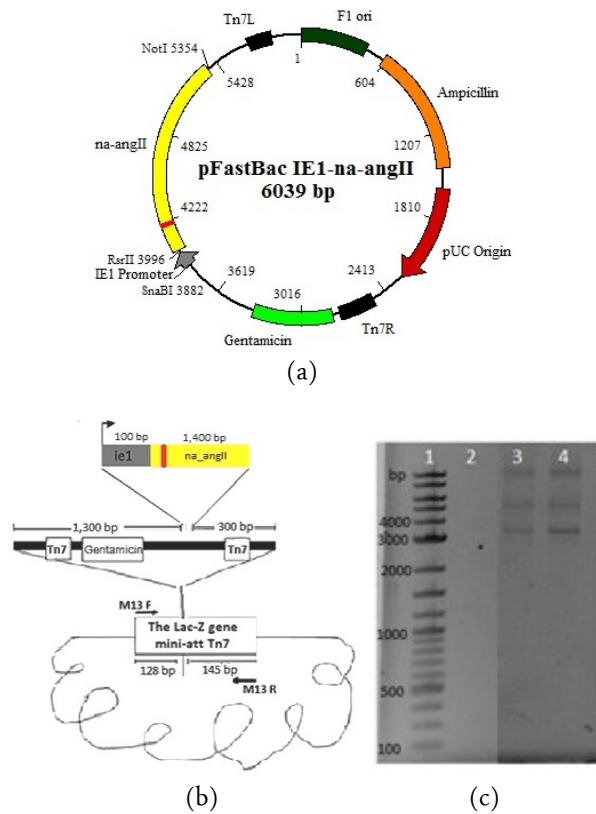 Tn7L
F1 ori
NotI 5354
1
5428
604
Ampicillin
na-angII
4825
1207
pFastBac IE1-na-angII
6039 bp
4222
1810
RsrII 3996
IE1 Promoter
SnaBI 3882
pUC Origin
3619
2413
3016
Gentamicin
Tn7R
(a)
100 bp
1,400 bp
ie1
na_angII
1,300 bp
300 bp
Tn7
Gentamicin
Tn7
M13 F
The Lac-Z gene
mini-att Tn7
128 bp
145 bp
M13 R
(b)
bp
1
2
3
4
4000
3000
2000
1000
500
100
(c)